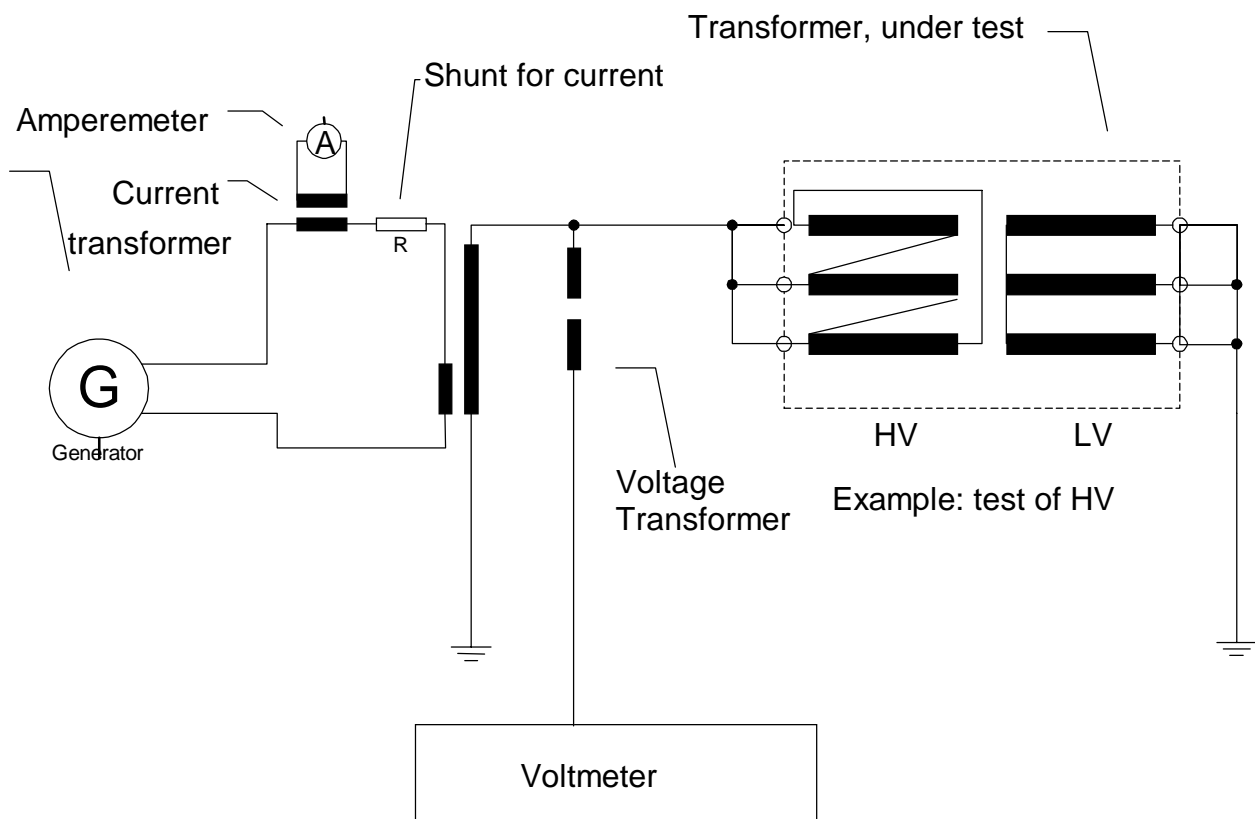 Transformer, under test
Shunt for current
Amperemeter
A
Current
transformer
R
G
Generator
HV
LV
Voltage
Transformer
Example: test of HV
Voltmeter